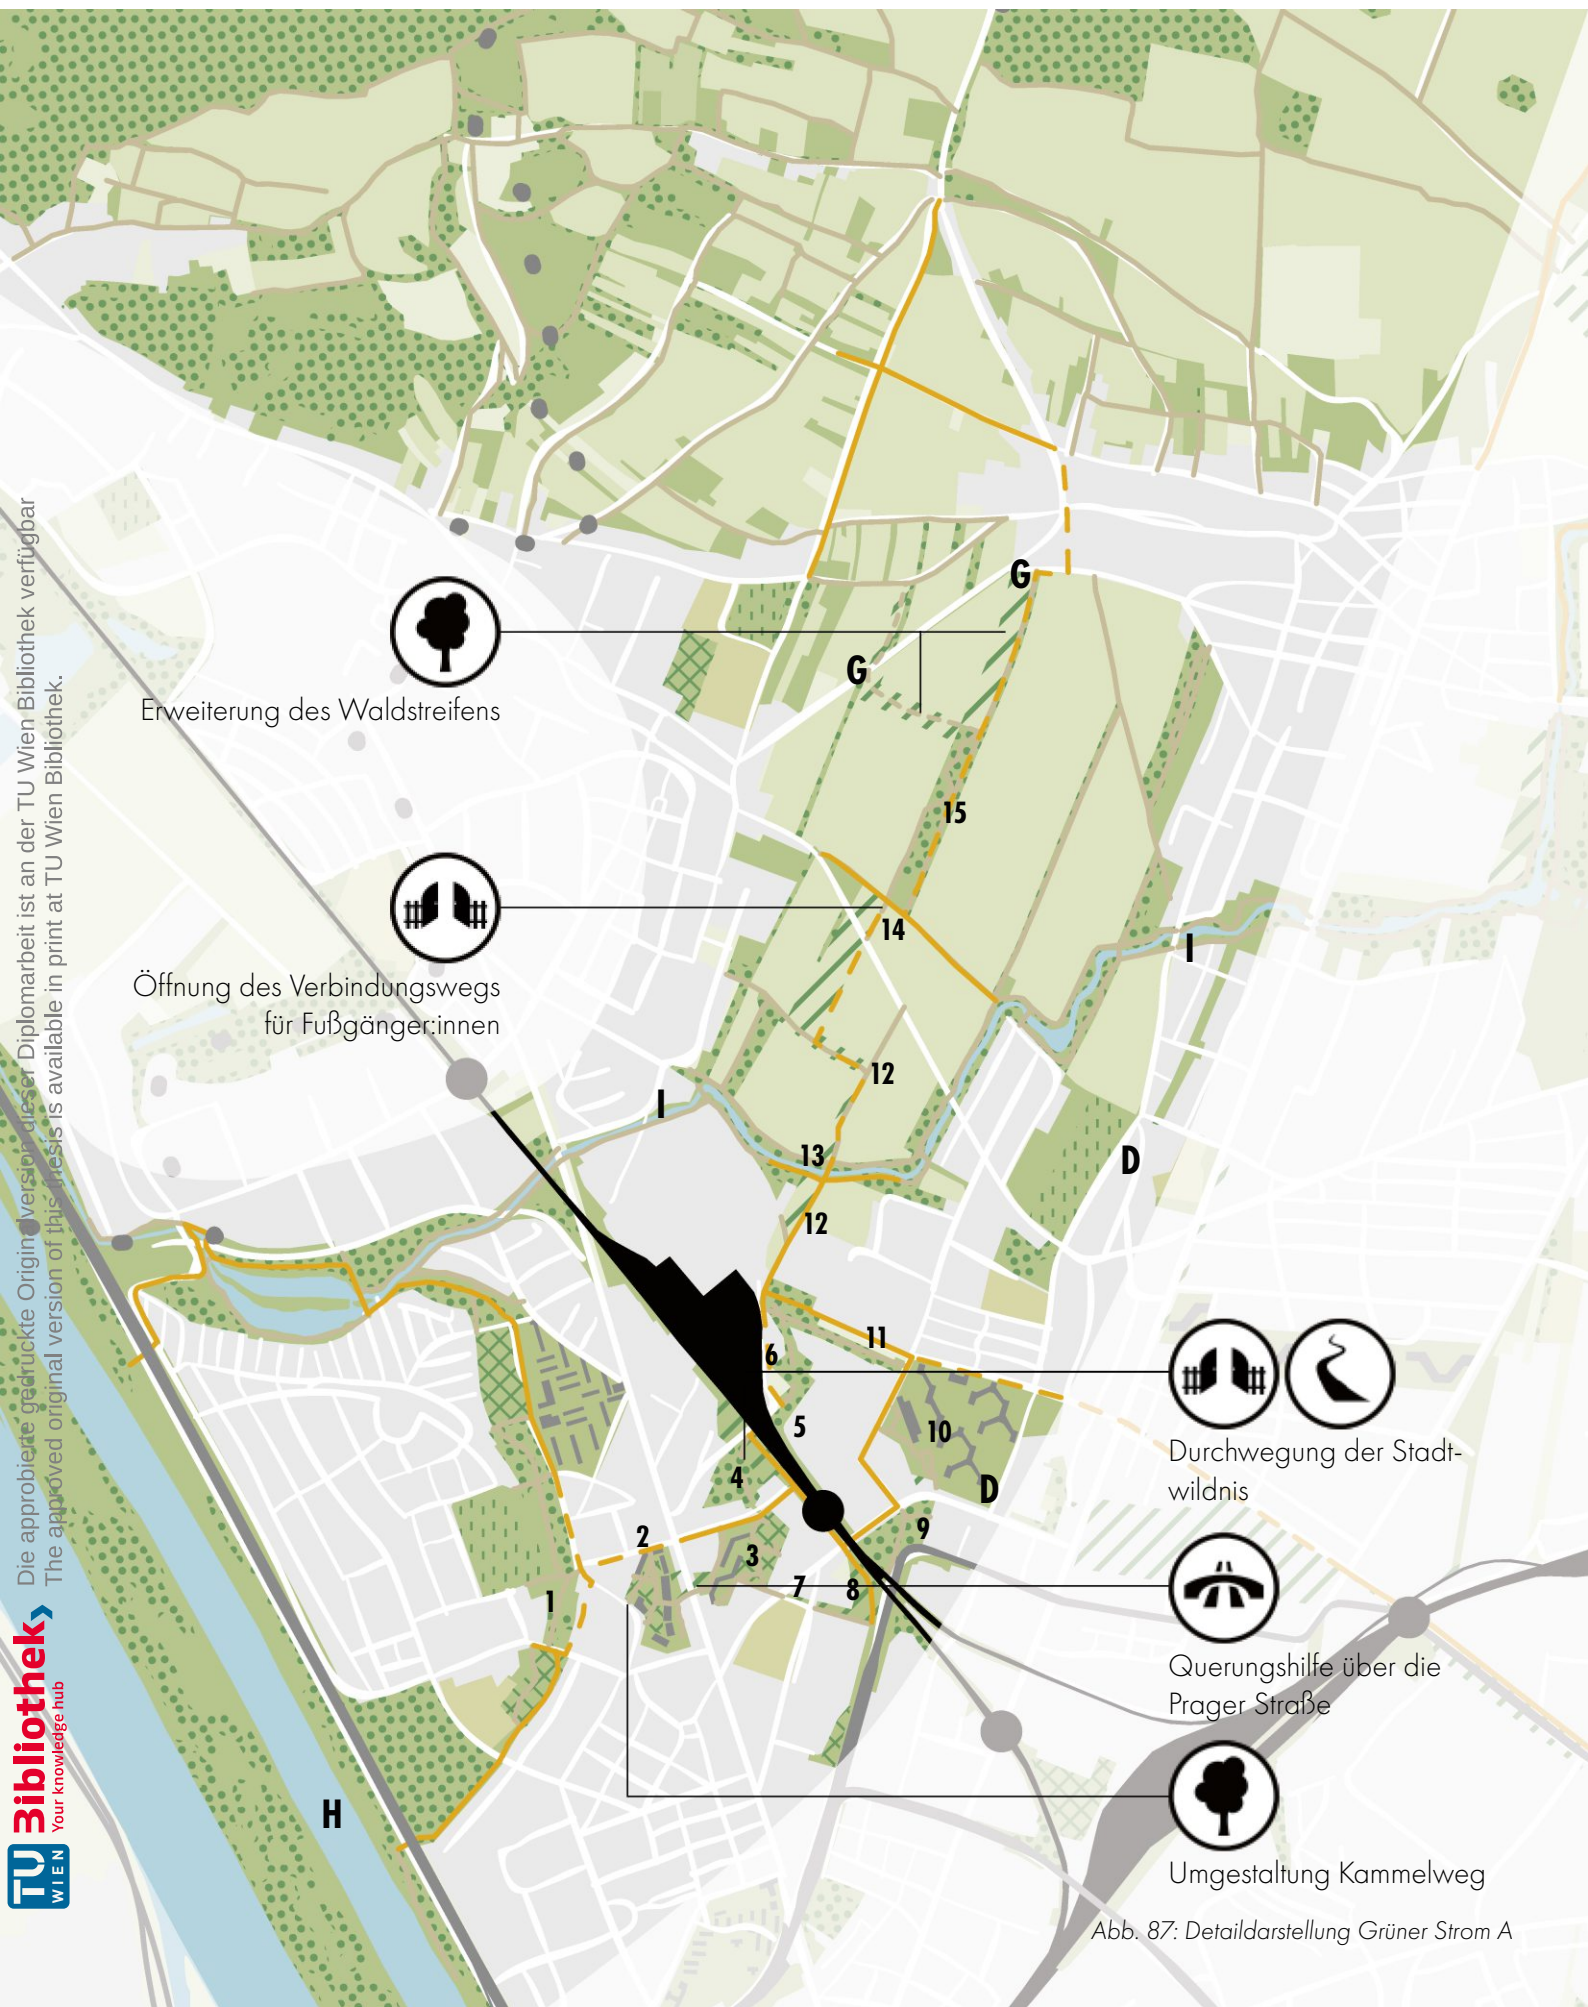 G
Erweiterung des Waldstreifens
G
15
14
Öffnung des Verbindungswegs
für Fußgänger:innen
I
12
I
13
D
12
11
6
5
10
4
D
Durchwegung der Stadt-
wildnis
2
3
9
7
8
1
Querungshilfe über die
Prager Straße
H
Umgestaltung Kammelweg
Abb. 87: Detaildarstellung Grüner Strom A
Die approbierte gedruckte Originalversion dieser Diplomarbeit ist an der TU Wien Bibliothek verfügbar
The approved original version of this thesis is available in print at TU Wien Bibliothek.
TU
WIEN
Bibliothek
Your knowledge hub